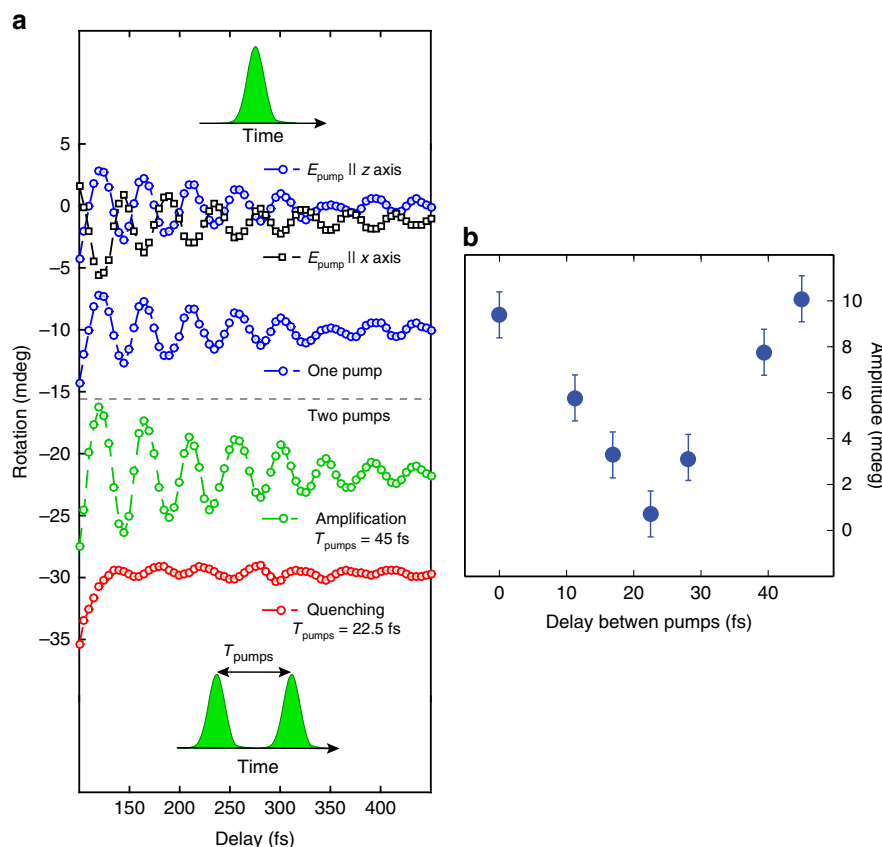 a
Time
5
0
−5
−10
−15
−20
−25
−30
−35
Rotation (mdeg)
E_pump || z axis
E_pump || x axis
One pump
Two pumps
Amplification
T_pumps = 45 fs
Quenching
T_pumps = 22.5 fs
T_pumps
Time
150 200 250 300 350 400
Delay (fs)
b
10
8
6
4
2
0
Amplitude (mdeg)
0 10 20 30 40
Delay betwen pumps (fs)